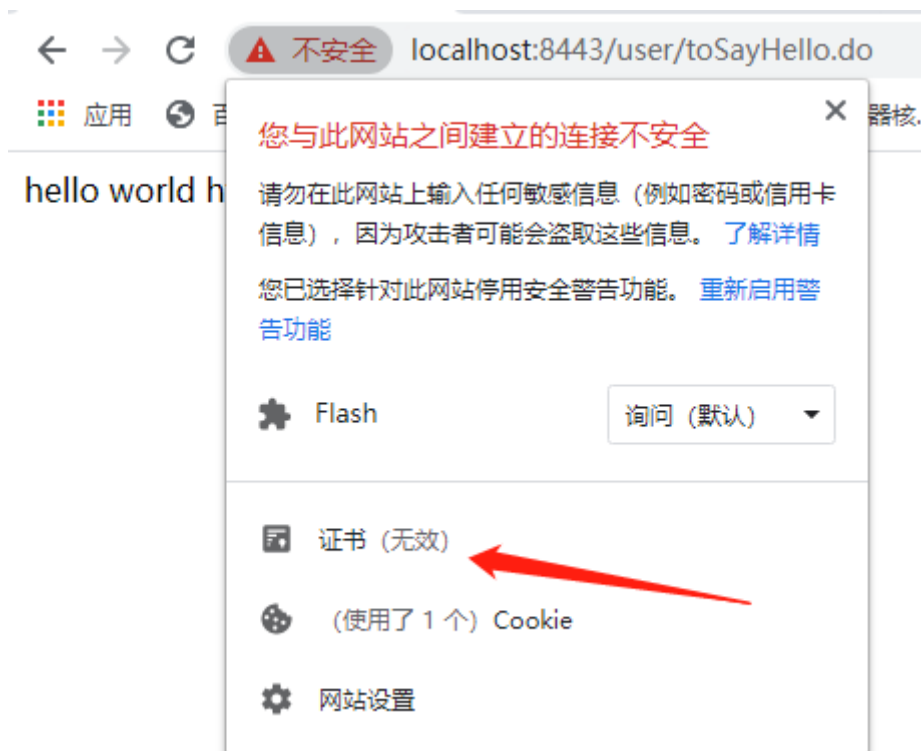 不安全 localhost:8443/user/toSayHello.do
应用
器核.
您与此网站之间建立的连接不安全
hello world h
请勿在此网站上输入任何敏感信息（例如密码或信用卡
信息），因为攻击者可能会盗取这些信息。 了解详情
您已选择针对此网站停用安全警告功能。 重新启用警
告功能
Flash 询问（默认）
证书（无效）
（使用了 1 个）Cookie
网站设置